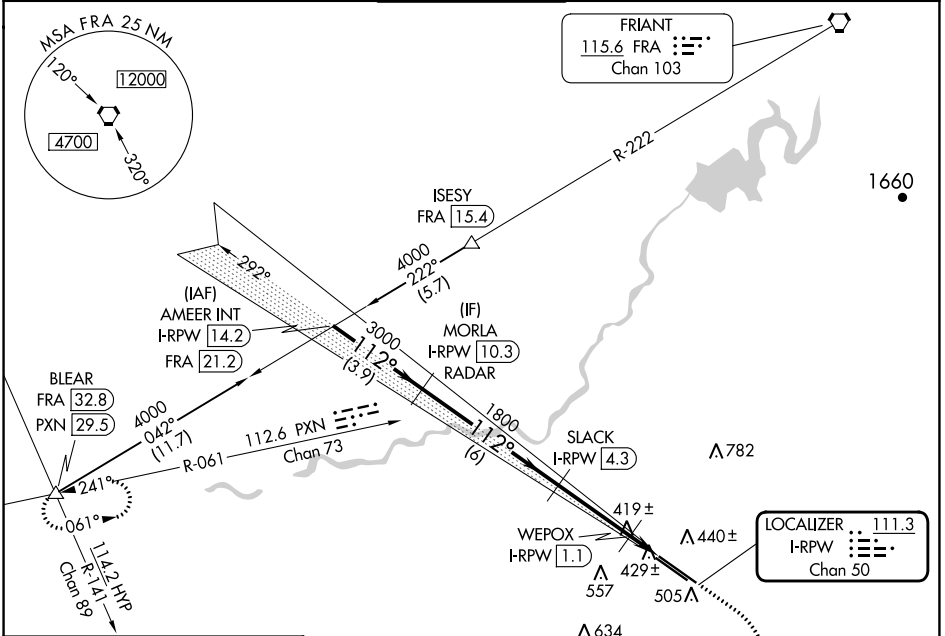 MSA FRA 25 NM
120°
12000
4700
320°
FRIANT
115.6 FRA
Chan 103
R-222
1660
ISESY
FRA 15.4
4000
222°
(5.7)
292°
(IAF)
AMEER INT
I-RPW 14.2
FRA 21.2
3000
112°
(3.9)
(IF)
MORLA
I-RPW 10.3
RADAR
BLEAR
FRA 32.8
PXN 29.5
4000
042°
(11.7)
112.6 PXN
Chan 73
R-061
1800
112°
(6)
SLACK
I-RPW 4.3
782
241°
061°
114.2 HYP
R-141
Chan 89
419±
WEPOX
I-RPW 1.1
429±
440±
557
505
634
LOCALIZER 111.3
I-RPW
Chan 50